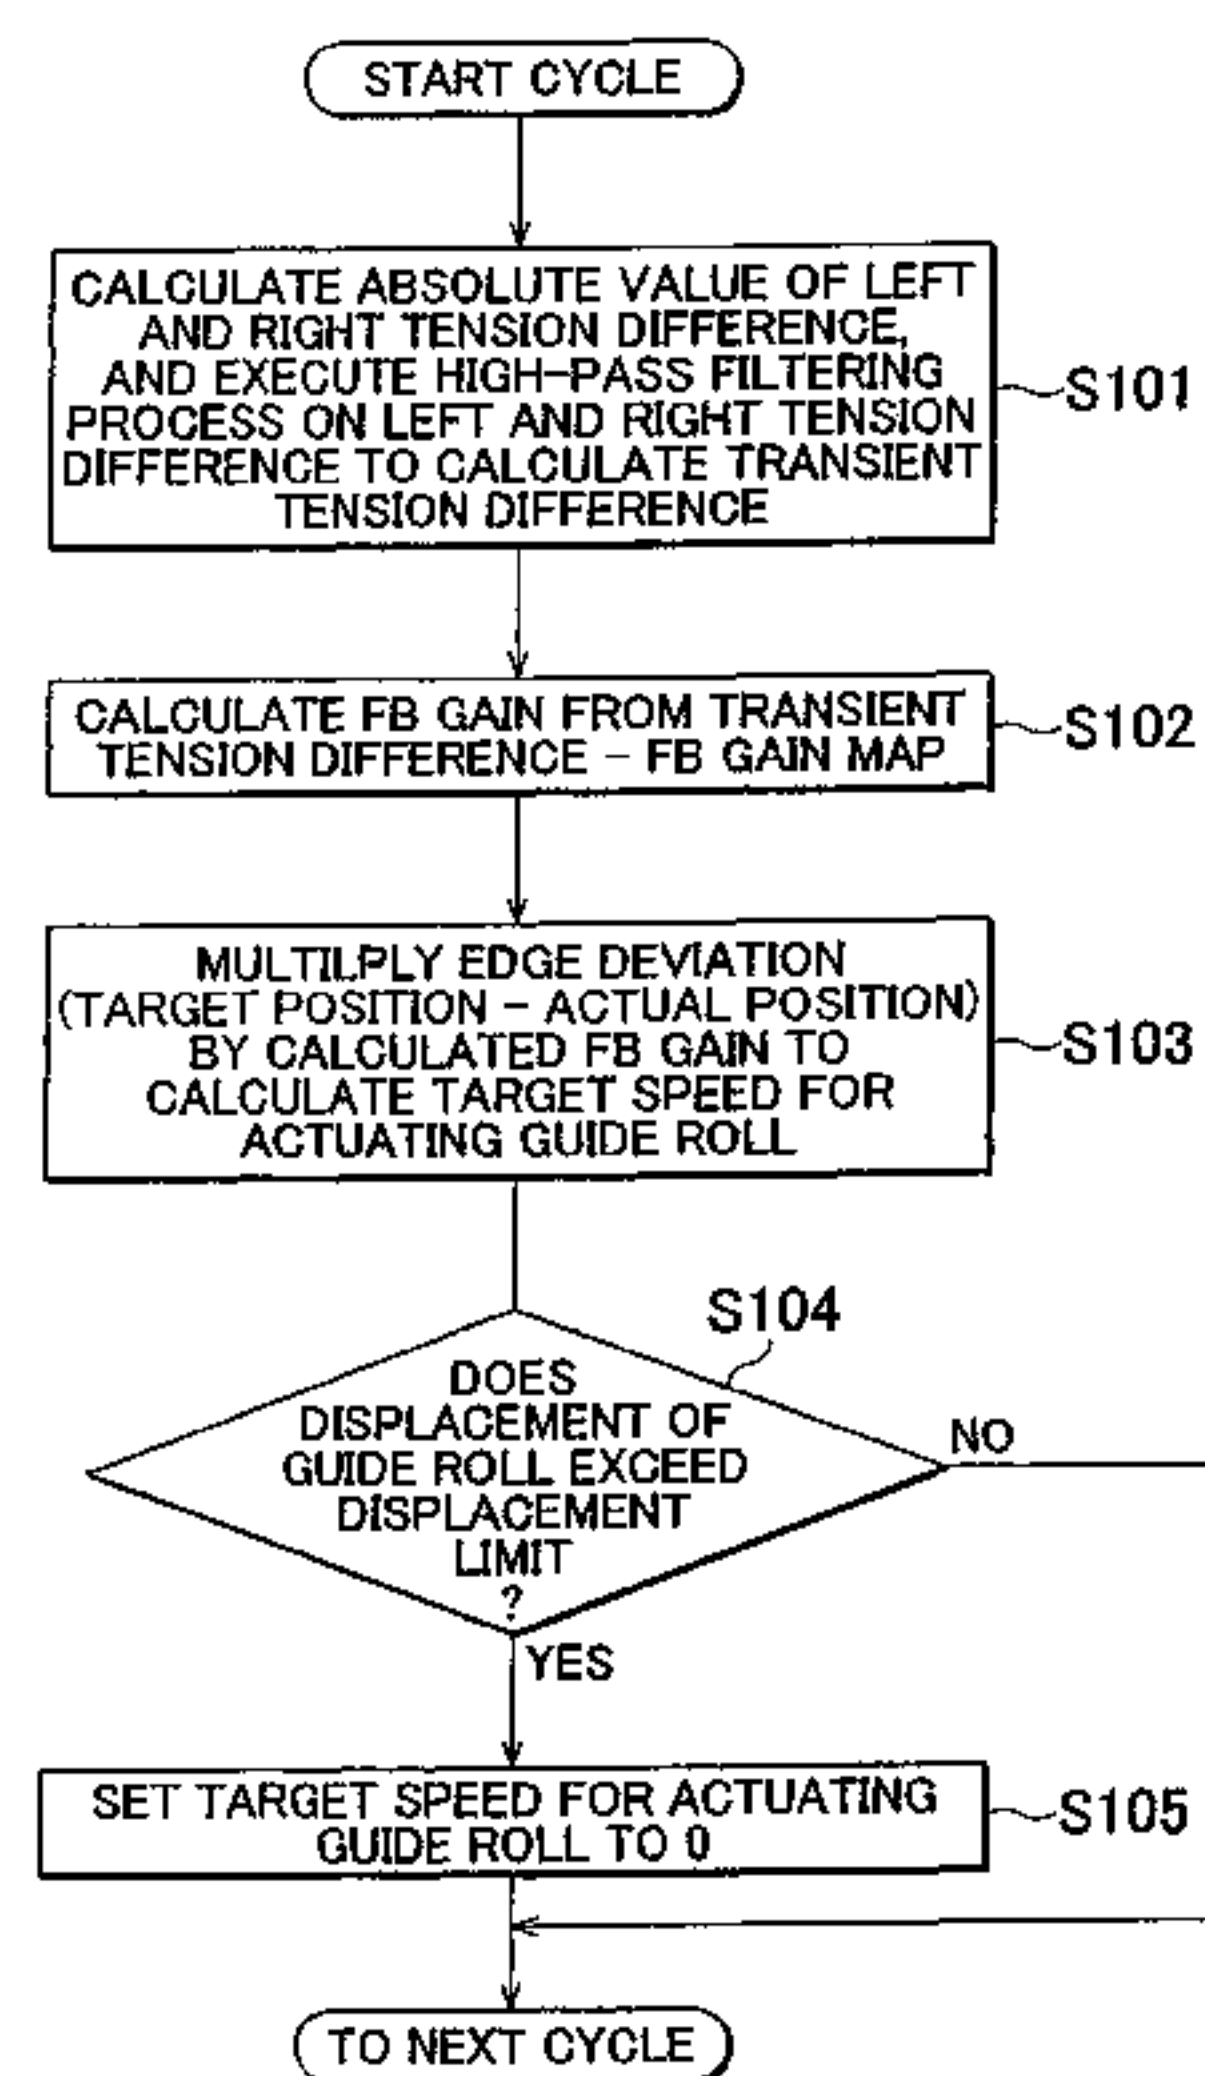 START CYCLE
CALCULATE ABSOLUTE VALUE OF LEFT
AND RIGHT TENSION DIFFERENCE,
AND EXECUTE HIGH-PASS FILTERING
PROCESS ON LEFT AND RIGHT TENSION
DIFFERENCE TO CALCULATE TRANSIENT
TENSION DIFFERENCE
S101
CALCULATE FB GAIN FROM TRANSIENT
TENSION DIFFERENCE - FB GAIN MAP
S102
MULTILPLY EDGE DEVIATION
(TARGET POSITION - ACTUAL POSITION)
BY CALCULATED FB GAIN TO
CALCULATE TARGET SPEED FOR
ACTUATING GUIDE ROLL
S103
S104
DOES
DISPLACEMENT OF
GUIDE ROLL EXCEED
DISPLACEMENT
LIMIT
?
NO
YES
SET TARGET SPEED FOR ACTUATING
GUIDE ROLL TO 0
S105
TO NEXT CYCLE